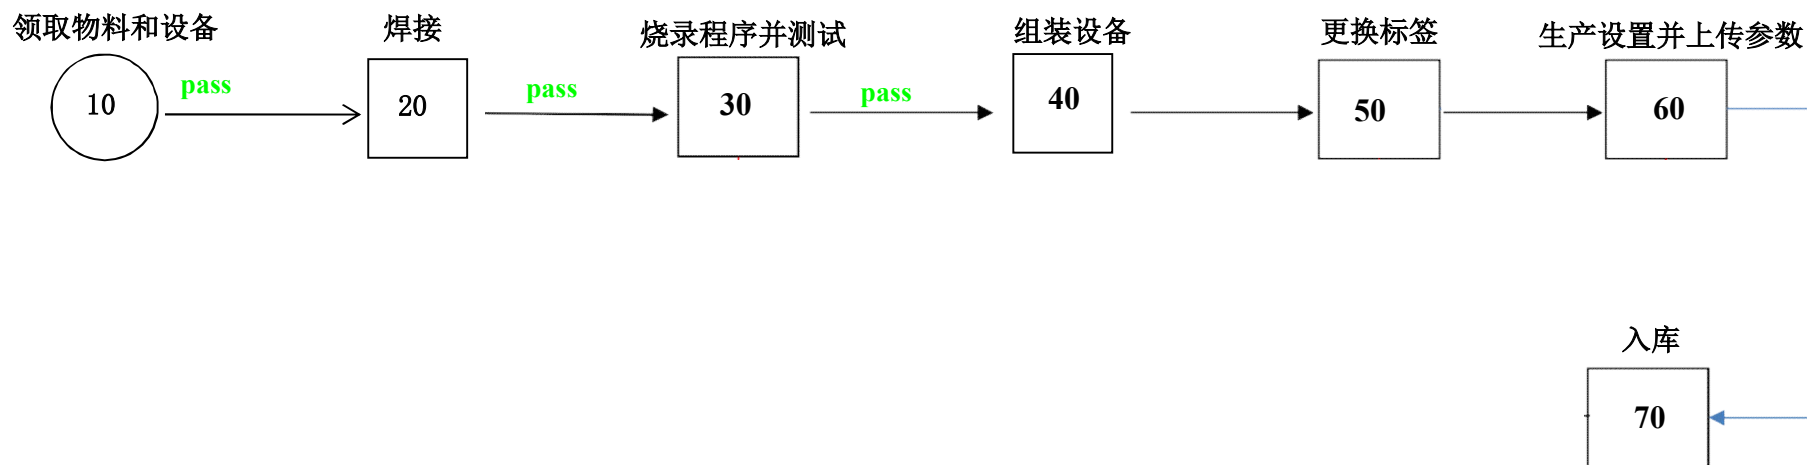 领取物料和设备
焊接
烧录程序并测试
组装设备
更换标签
生产设置并上传参数
10
pass
20
pass
30
pass
40
50
60
入库
70